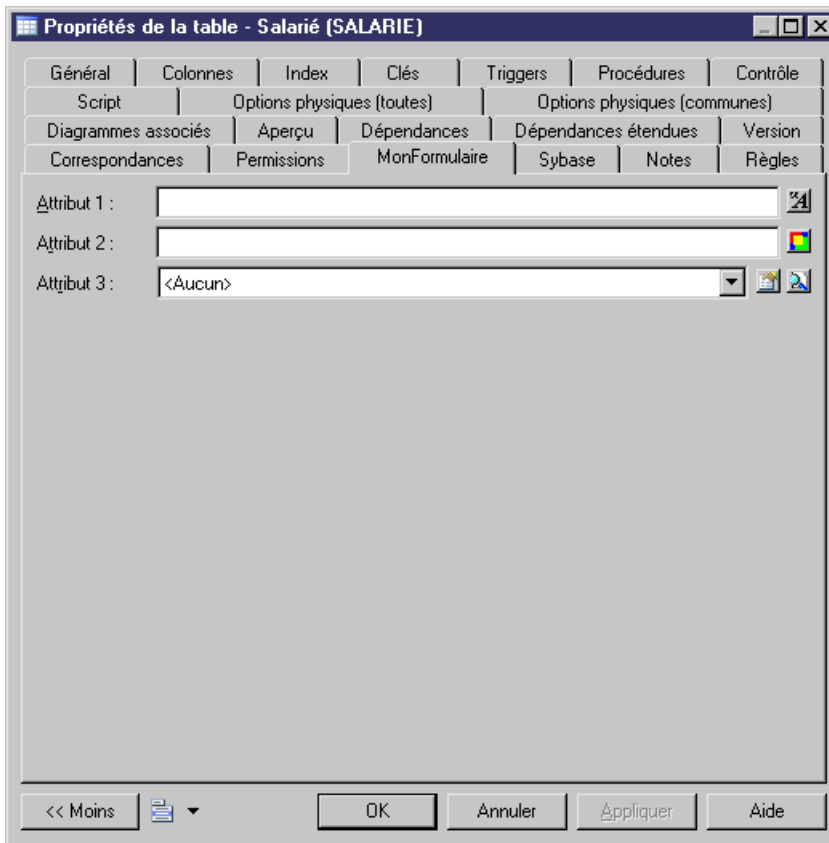 Propriétés de la table - Salarié (SALARIE)
Général Colonnes Index Clés Triggers Procédures Contrôle
Script Options physiques (toutes) Options physiques (communes)
Diagrammes associés Aperçu Dépendances Dépendances étendues Version
Correspondances Permissions MonFormulaire Sybase Notes Règles
Attribut 1 :
Attribut 2 :
Attribut 3 : <Aucun>
<< Moins OK Annuler Appliquer Aide